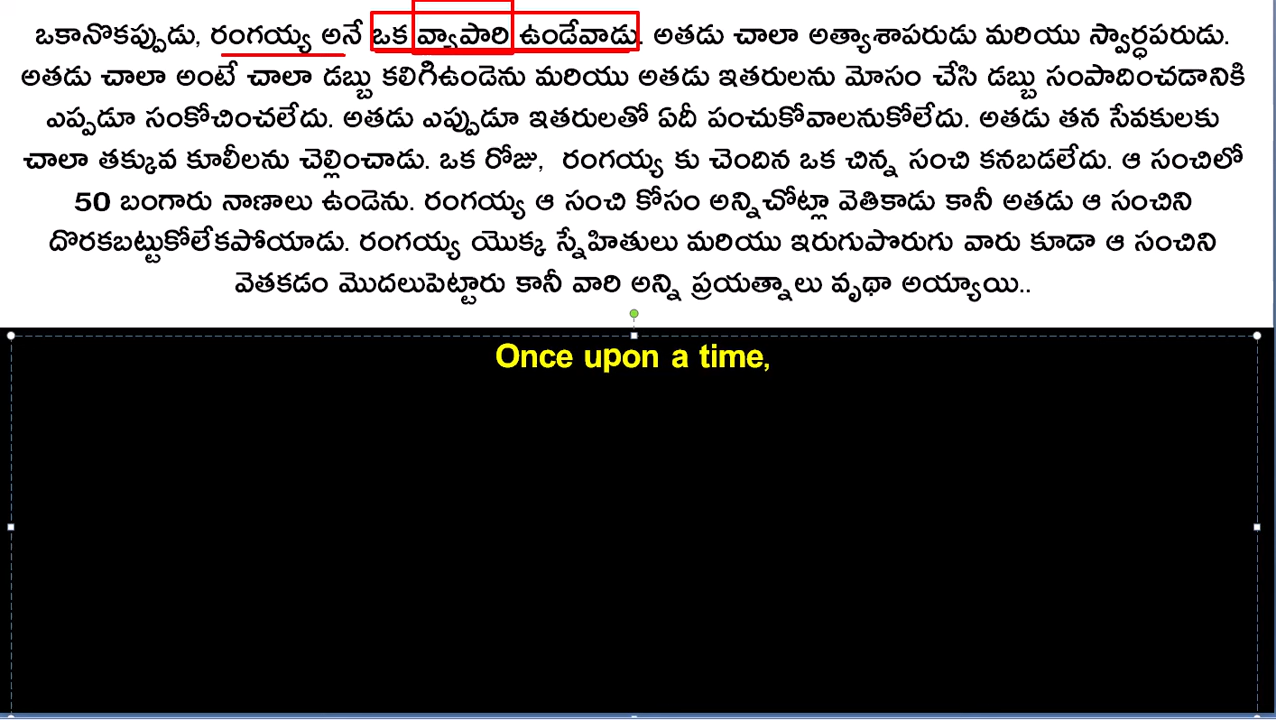 ఒకానొకప్పుడు, రంగయ్య అనే ఒక వ్యాపారి ఉండేవాడు. అతడు చాలా అత్యాశాపరుడు మరియు స్వార్ధపరుడు.
అతడు చాలా అంటే చాలా డబ్బు కలిగిఉండెను మరియు అతడు ఇతరులను మోసం చేసి డబ్బు సంపాదించడానికి
ఎప్పడూ సంకోచించలేదు. అతడు ఎప్పుడూ ఇతరులతో ఏదీ పంచుకోవాలనుకోలేదు. అతడు తన సేవకులకు
చాలా తక్కువ కూలీలను చెల్లించాడు. ఒక రోజు, రంగయ్య కు చెందిన ఒక చిన్న సంచి కనబడలేదు. ఆ సంచిలో
50 బంగారు నాణాలు ఉండెను. రంగయ్య ఆ సంచి కోసం అన్నిచోట్లా వెతికాడు కానీ అతడు ఆ సంచిని
దొరకబట్టుకోలేకపోయాడు. రంగయ్య యొక్క స్నేహితులు మరియు ఇరుగుపొరుగు వారు కూడా ఆ సంచిని
వెతకడం మొదలుపెట్టారు కానీ వారి అన్ని ప్రయత్నాలు వృథా అయ్యాయి..
Once upon a time,